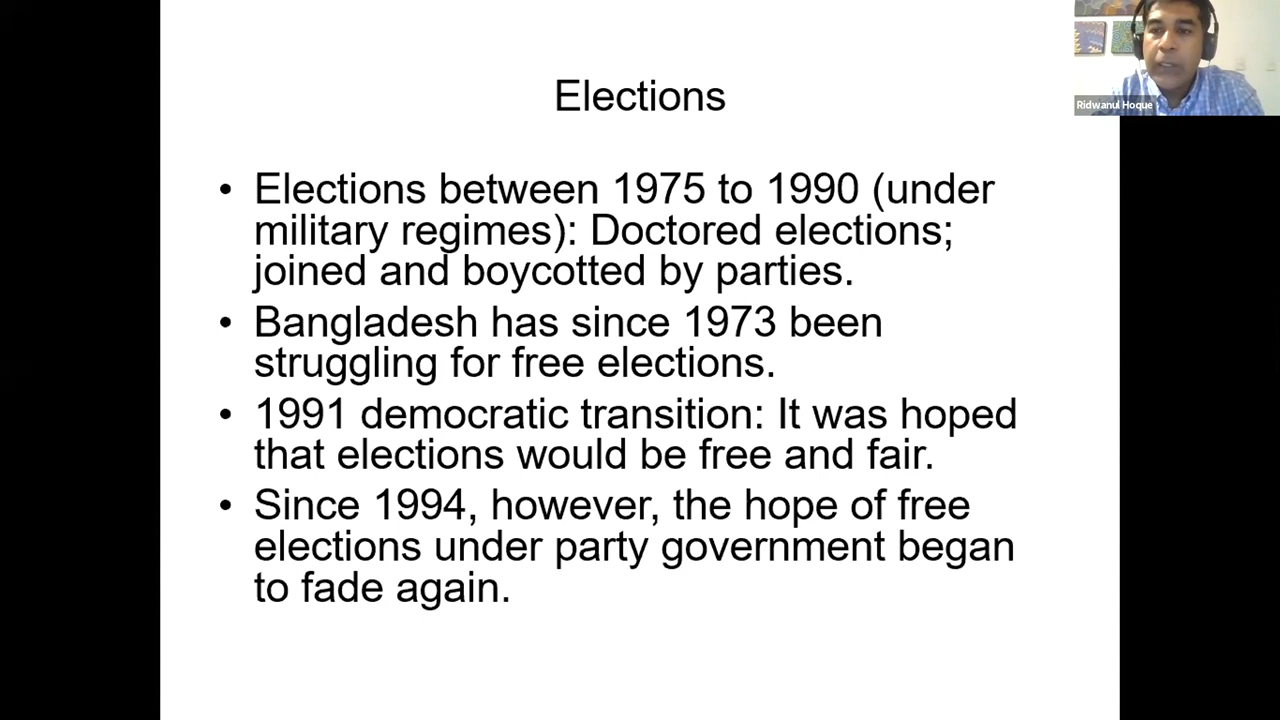 Elections
• Elections between 1975 to 1990 (under
military regimes): Doctored elections;
joined and boycotted by parties.
• Bangladesh has since 1973 been
struggling for free elections.
• 1991 democratic transition: It was hoped
that elections would be free and fair.
• Since 1994, however, the hope of free
elections under party government began
to fade again.
Ridwanul Hoque